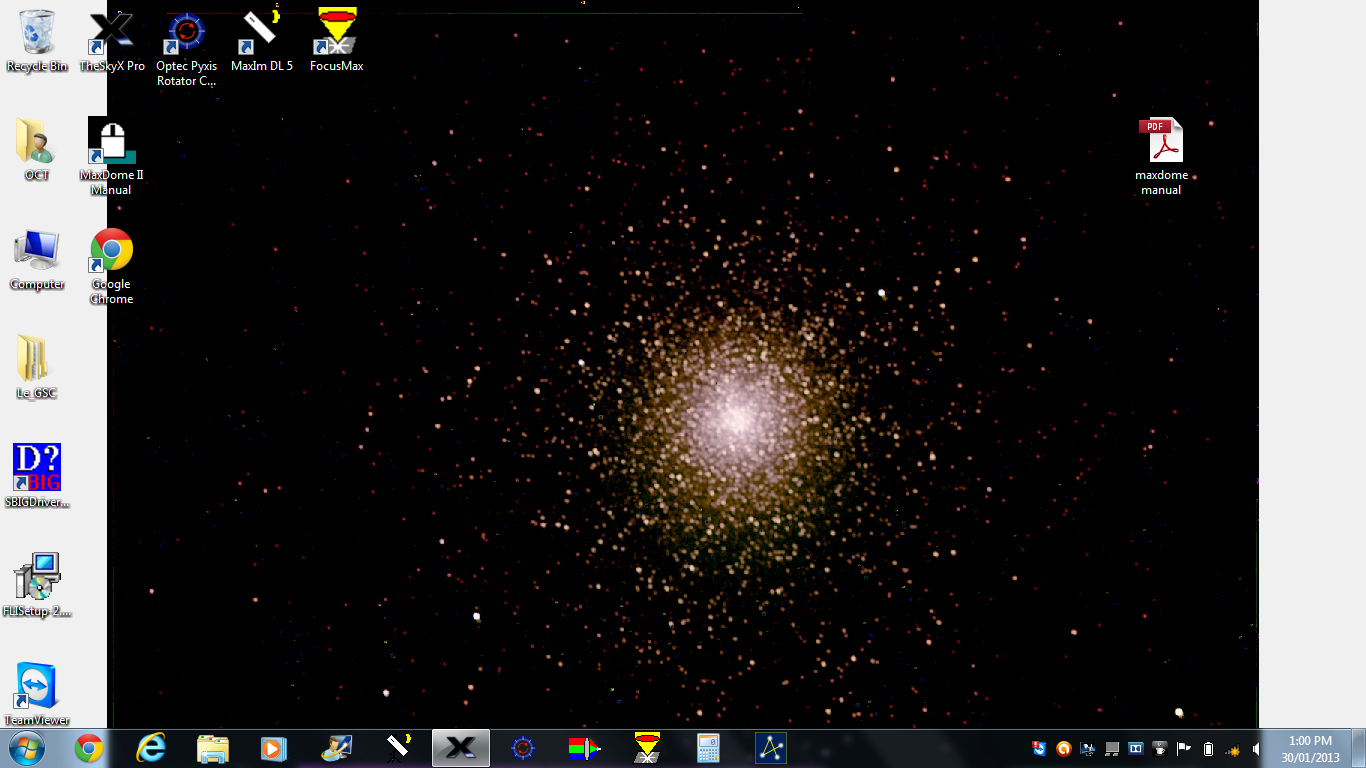 Recycle Bin
TheSkyX Pro
Optec Pyxis
Rotator C...
MaxIm DL 5
FocusMax
OCT
MaxDome II
Manual
PDF
maxdome
manual
Computer
Google
Chrome
Le_GSC
D?
BIG
SBIGDriver...
FLISetup-2....
TeamViewer
1:00 PM
30/01/2013